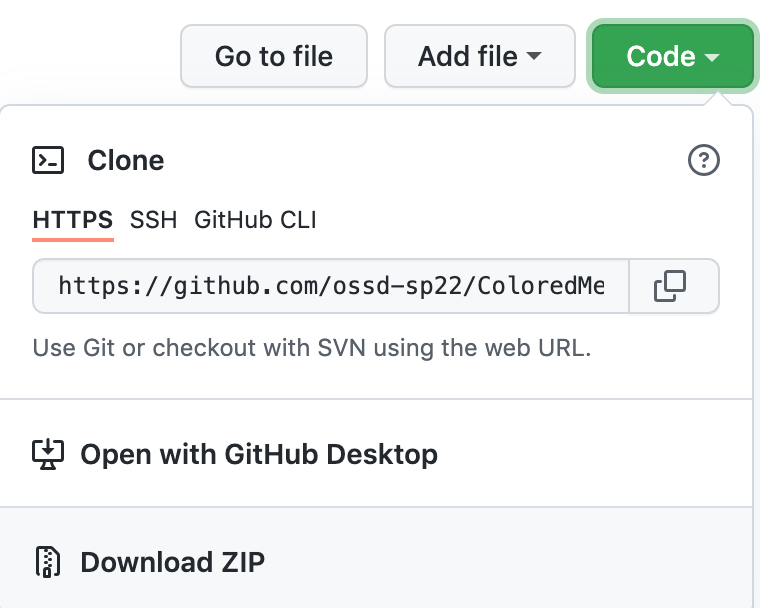 Go to file Add file Code
Clone
HTTPS SSH GitHub CLI
https://github.com/ossd-sp22/ColoredMe
Use Git or checkout with SVN using the web URL.
Open with GitHub Desktop
Download ZIP